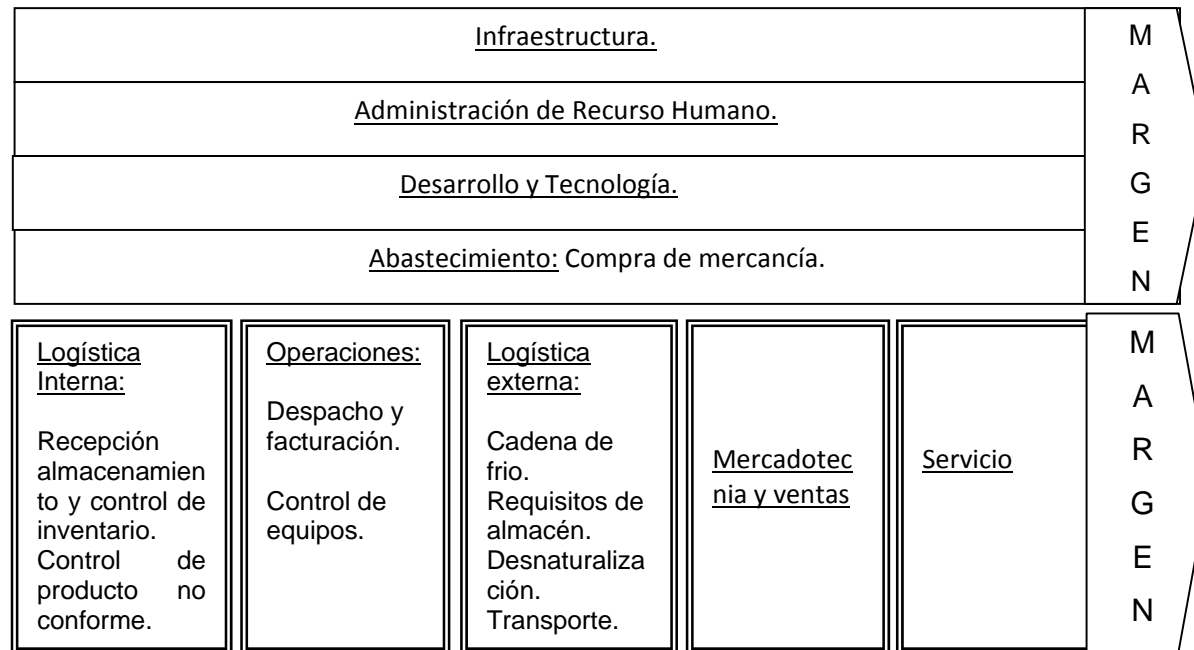 Infraestructura.
Administración de Recurso Humano.
Desarrollo y Tecnología.
Abastecimiento: Compra de mercancía.
M
A
R
G
E
N
Logística
Interna:
Recepción
almacenamien
to y control de
inventario.
Control de
producto no
conforme.
Operaciones:
Despacho y
facturación.
Control de
equipos.
Logística
externa:
Cadena de
frio.
Requisitos de
almacén.
Desnaturaliza
ción.
Transporte.
Mercadotec
nia y ventas
Servicio
M
A
R
G
E
N